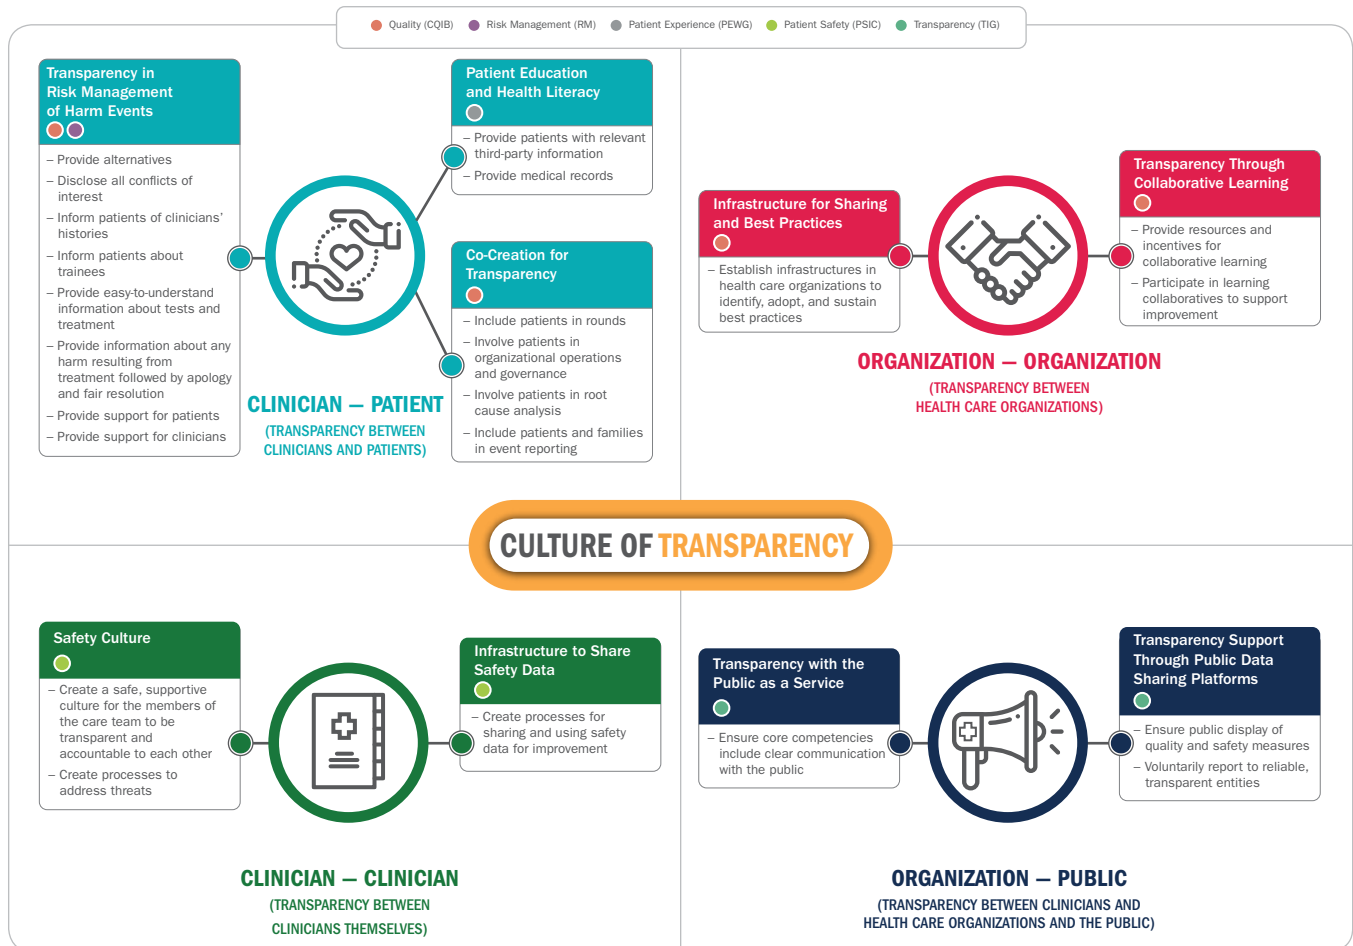 Quality (CQIB) Risk Management (RM) Patient Experience (PEWG) Patient Safety (PSIC) Transparency (TIG)
Transparency in
Risk Management
of Harm Events
– Provide alternatives
– Disclose all conflicts of
interest
– Inform patients of clinicians’
histories
– Inform patients about
trainees
– Provide easy-to-understand
information about tests and
treatment
– Provide information about any
harm resulting from
treatment followed by apology
and fair resolution
– Provide support for patients
– Provide support for clinicians
Patient Education
and Health Literacy
– Provide patients with relevant
third-party information
– Provide medical records
Co-Creation for
Transparency
– Include patients in rounds
– Involve patients in
organizational operations
and governance
– Involve patients in root
cause analysis
– Include patients and families
in event reporting
CLINICIAN — PATIENT
(TRANSPARENCY BETWEEN
CLINICIANS AND PATIENTS)
Infrastructure for Sharing
and Best Practices
– Establish infrastructures in
health care organizations to
identify, adopt, and sustain
best practices
Transparency Through
Collaborative Learning
– Provide resources and
incentives for
collaborative learning
– Participate in learning
collaboratives to support
improvement
ORGANIZATION — ORGANIZATION
(TRANSPARENCY BETWEEN
HEALTH CARE ORGANIZATIONS)
CULTURE OF TRANSPARENCY
Safety Culture
– Create a safe, supportive
culture for the members of
the care team to be
transparent and
accountable to each other
– Create processes to
address threats
Infrastructure to Share
Safety Data
– Create processes for
sharing and using safety
data for improvement
CLINICIAN — CLINICIAN
(TRANSPARENCY BETWEEN
CLINICIANS THEMSELVES)
Transparency with the
Public as a Service
– Ensure core competencies
include clear communication
with the public
Transparency Support
Through Public Data
Sharing Platforms
– Ensure public display of
quality and safety measures
– Voluntarily report to reliable,
transparent entities
ORGANIZATION — PUBLIC
(TRANSPARENCY BETWEEN CLINICIANS AND
HEALTH CARE ORGANIZATIONS AND THE PUBLIC)